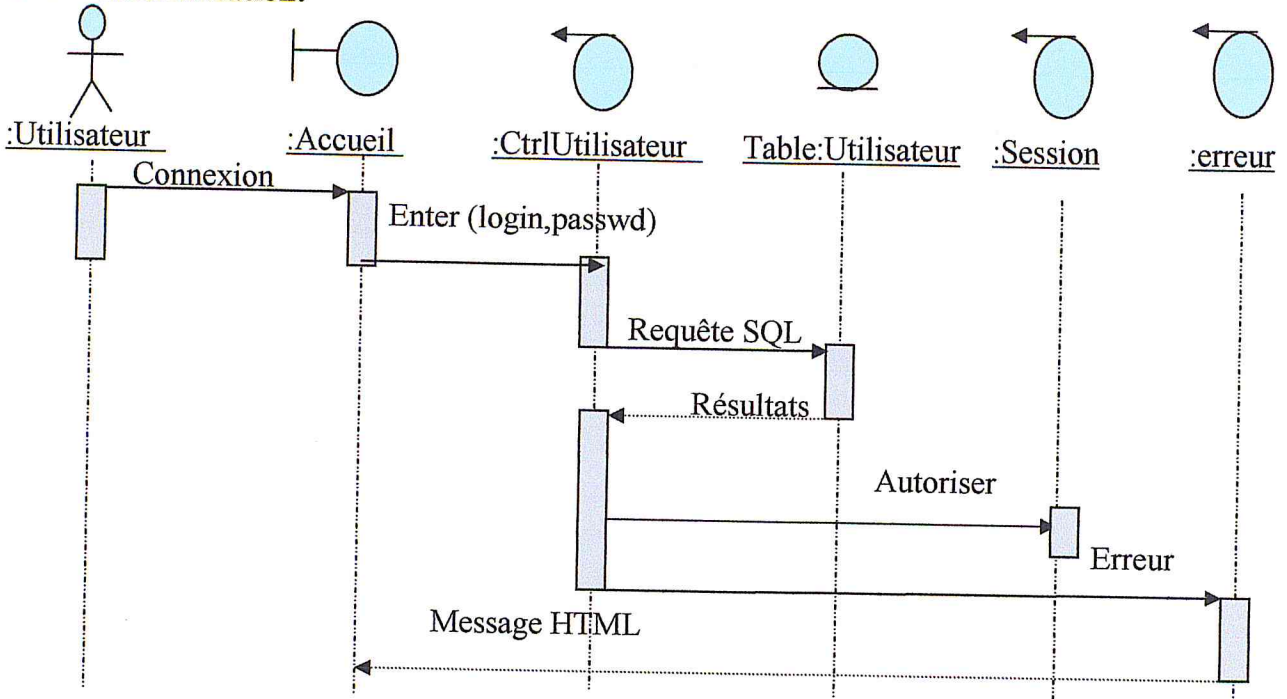 :Utilisateur
:Accueil
:CtrlUtilisateur
Table:Utilisateur
:Session
:erreur
Connexion
Enter (login,passwd)
Requête SQL
Résultats
Autoriser
Erreur
Message HTML